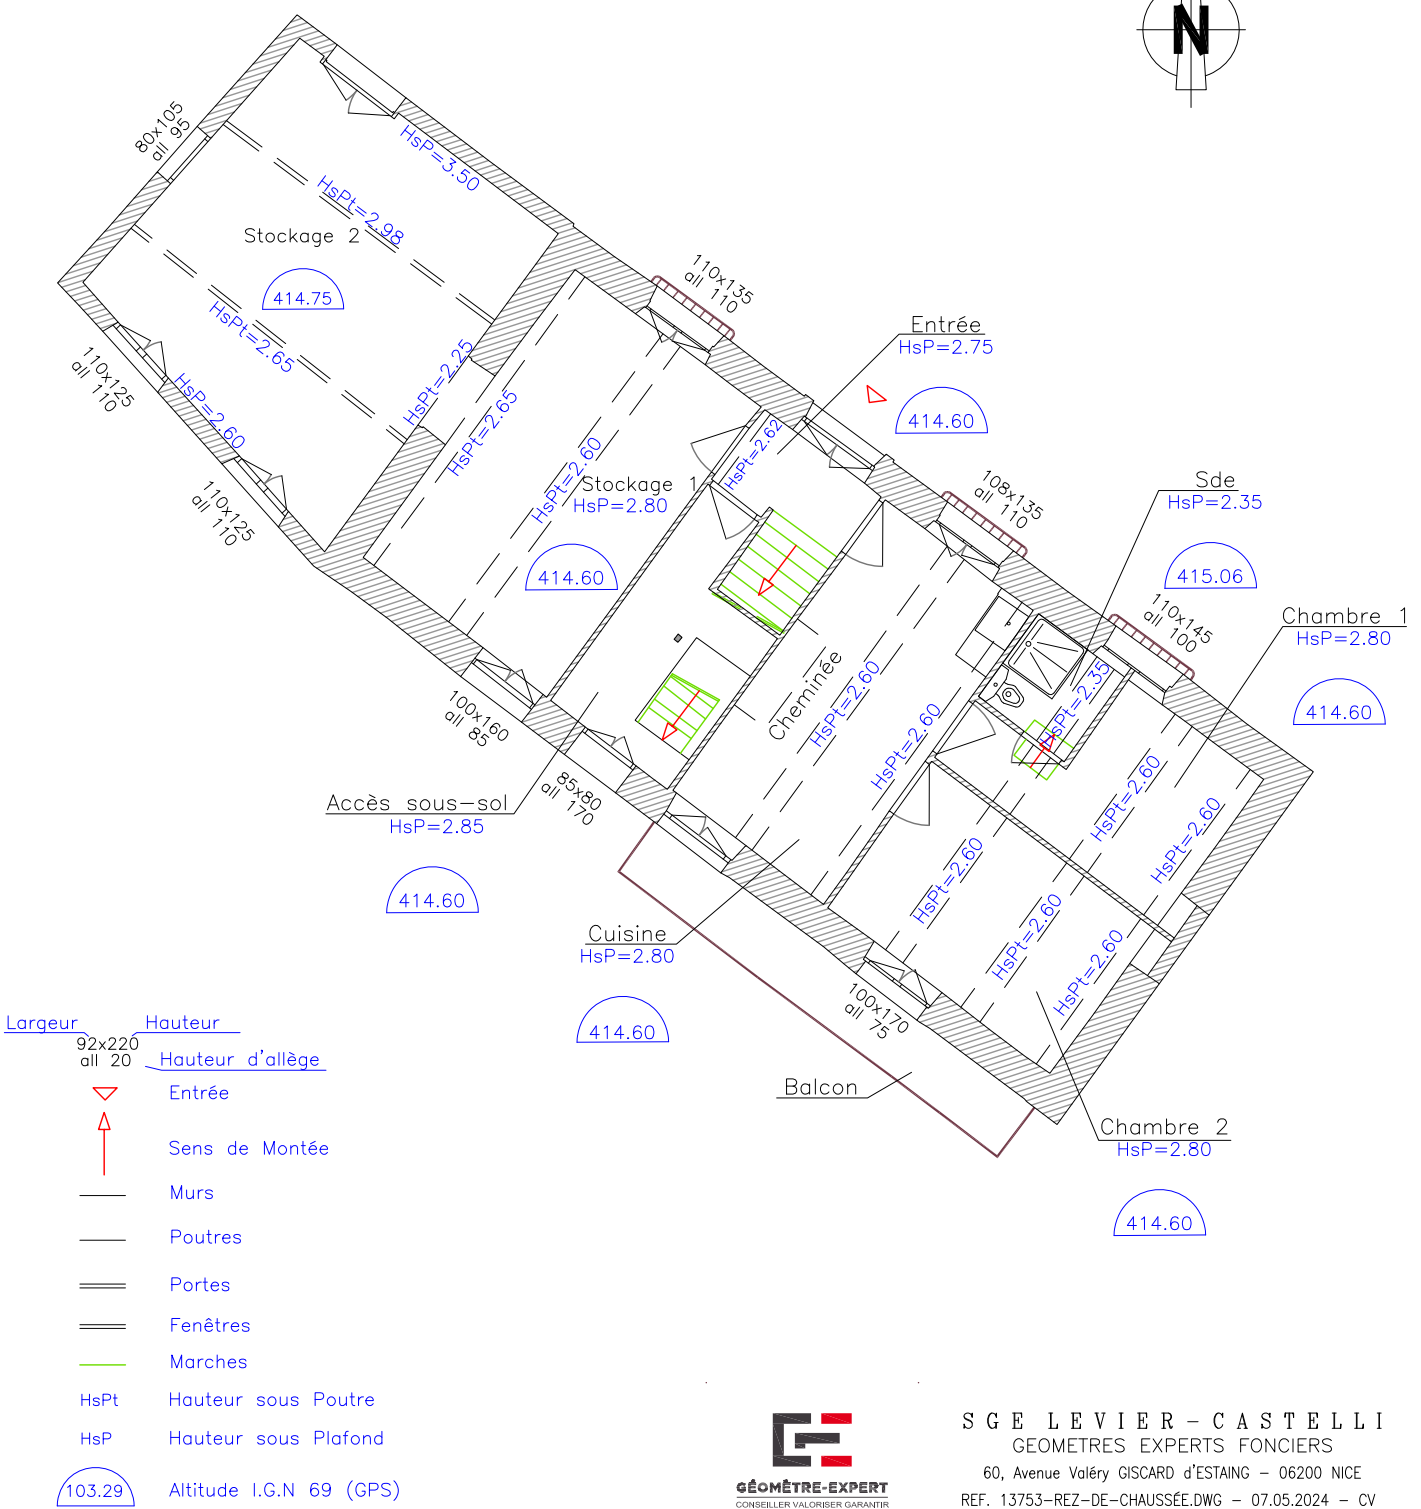 N
80x105
all 95
HsP=3.50
HsPt=2.98
Stockage 2
414.75
HsPt=2.65
HsPt=2.25
110x125
all 110
HsP=2.60
110x125
all 110
110x135
all 110
Entrée
HsP=2.75
414.60
HsPt=2.65
HsPt=2.60
HsPt=2.62
Stockage 1
HsP=2.80
414.60
108x135
all 110
Sde
HsP=2.35
415.06
110x145
all 100
Chambre 1
HsP=2.80
414.60
Cheminée
HsPt=2.60
HsPt=2.60
HsPt=2.35
HsPt=2.60
HsPt=2.60
100x160
all 85
85x80
all 170
Accès sous-sol
HsP=2.85
414.60
HsPt=2.60
HsPt=2.60
HsPt=2.60
Cuisine
HsP=2.80
414.60
100x170
all 75
Balcon
Chambre 2
HsP=2.80
414.60
Largeur
Hauteur
92x220
all 20
Hauteur d'allège
Entrée
Sens de Montée
Murs
Poutres
Portes
Fenêtres
Marches
HsPt Hauteur sous Poutre
HsP Hauteur sous Plafond
103.29 Altitude I.G.N 69 (GPS)
GÉOMÈTRE-EXPERT
CONSEILLER VALORISER GARANTIR
SGE LEVIER-CASTELLI
GEOMETRES EXPERTS FONCIERS
60, Avenue Valéry GISCARD d'ESTAING - 06200 NICE
REF. 13753-REZ-DE-CHAUSSÉE.DWG - 07.05.2024 - CV